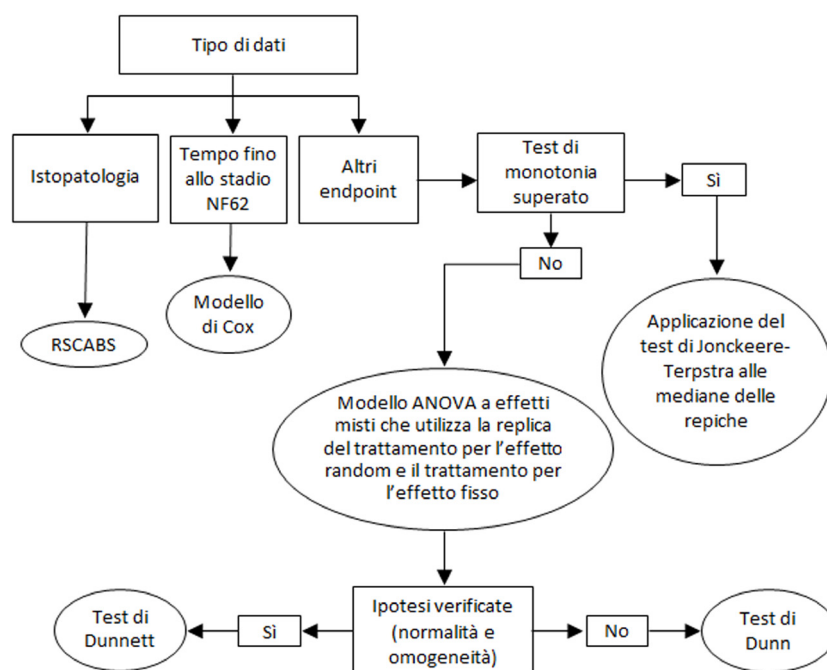 Tipo di dati
Istopatologia
Tempo fino
allo stadio
NF62
Altri
endpoint
Test di
monotonia
superato
Sì
No
Modello
di Cox
RSCABS
Applicazione del
test di Jonckeere-
Terpstra alle
mediane delle
repiche
Modello ANOVA a effetti
misti che utilizza la replica
del trattamento per l'effetto
random e il trattamento per
l'effetto fisso
Test di
Dunnett
Sì
Ipotesi verificate
(normalità e
omogeneità)
No
Test di
Dunn